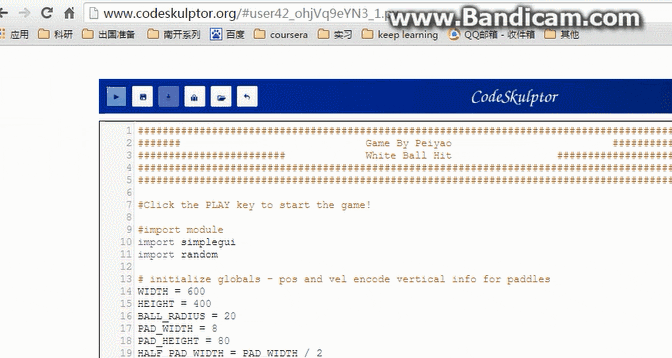 www.codeskulptor.org/#user42_ohjVq9eYN3_1.p
www.Bandicam.com
应用 科研 出国准备 南开系列 百度 coursera 实习 keep leiyao QQ邮箱 - 收件箱 其他
CodeSkulptor
1 ################################################################################
2 ####### Game By Peiyao ##########
3 ######################## White Ball Hit ####################
4 ################################################################################
5 ################################################################################
6
7 #Click the PLAY key to start the game!
8
9 #import module
10 import simplegui
11 import random
12
13 # initialize globals - pos and vel encode vertical info for paddles
14 WIDTH = 600
15 HEIGHT = 400
16 BALL_RADIUS = 20
17 PAD_WIDTH = 8
18 PAD_HEIGHT = 80
19 HALF_PAD_WIDTH = PAD_WIDTH / 2